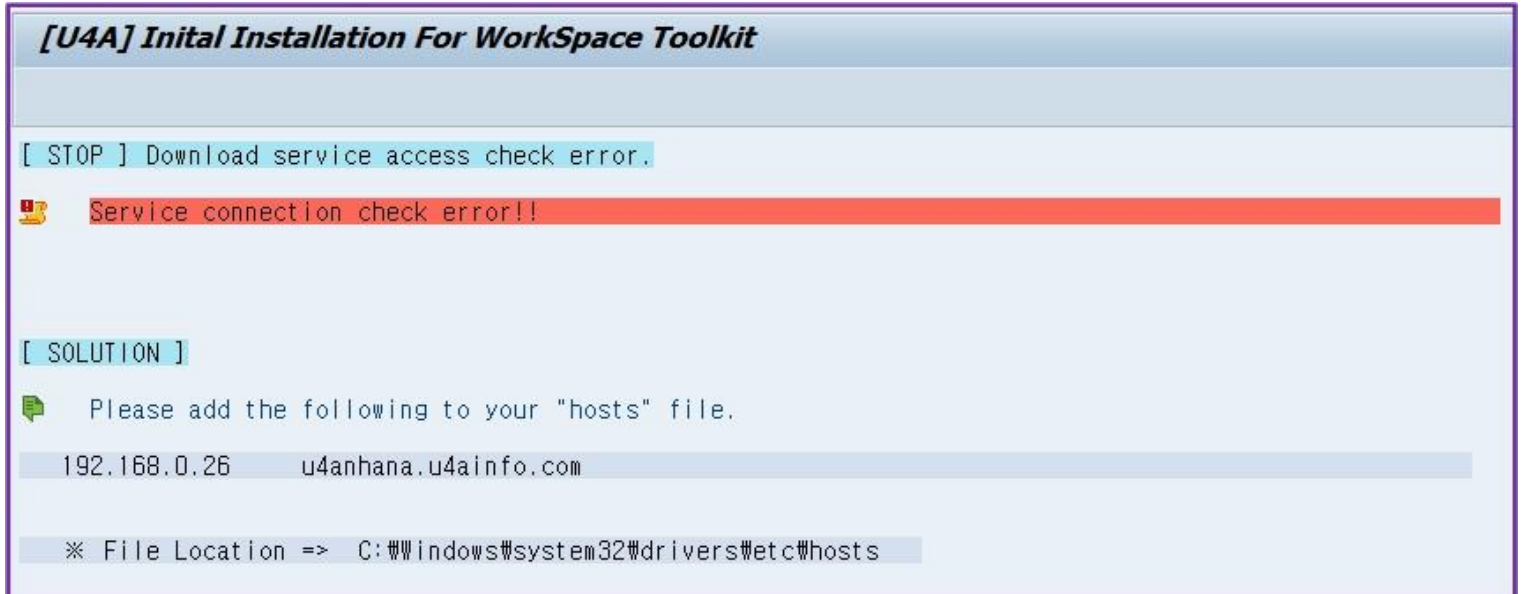 [U4A] Inital Installation For WorkSpace Toolkit
[ STOP ] Download service access check error.
Service connection check error!!
[ SOLUTION ]
Please add the following to your "hosts" file.
192.168.0.26 u4anhana.u4ainfo.com
※ File Location => C:₩Windows₩system32₩drivers₩etc₩hosts